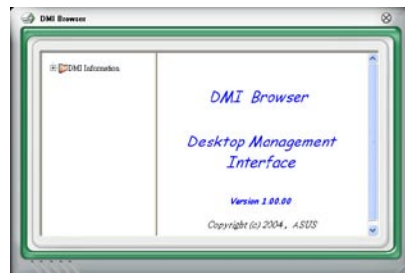 DMI Browser
DMI Information
DMI Browser
Desktop Management
Interface
Version 1.00.00
Copyright (c) 2004, ASUS